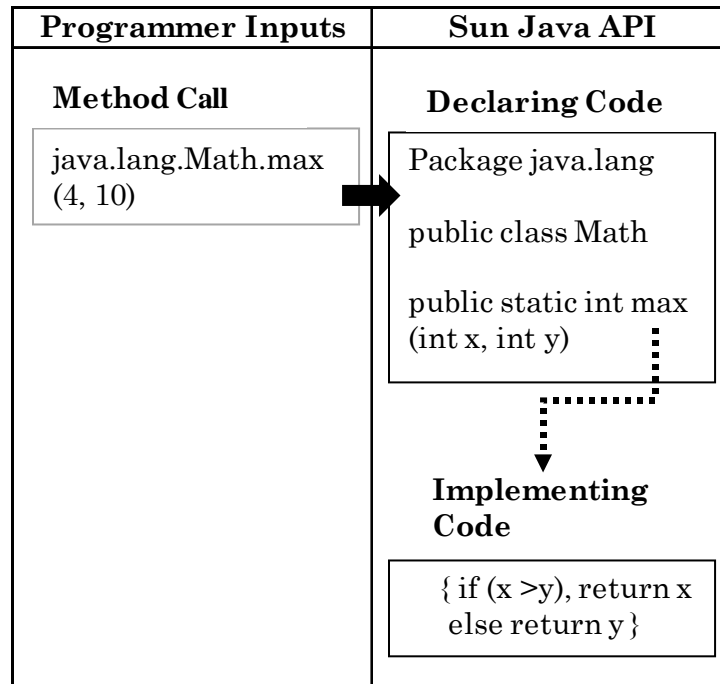 Programmer Inputs
Sun Java API
Method Call
java.lang.Math.max
(4, 10)
Declaring Code
Package java.lang
public class Math
public static int max
(int x, int y)
Implementing
Code
{ if (x >y), return x
else return y }